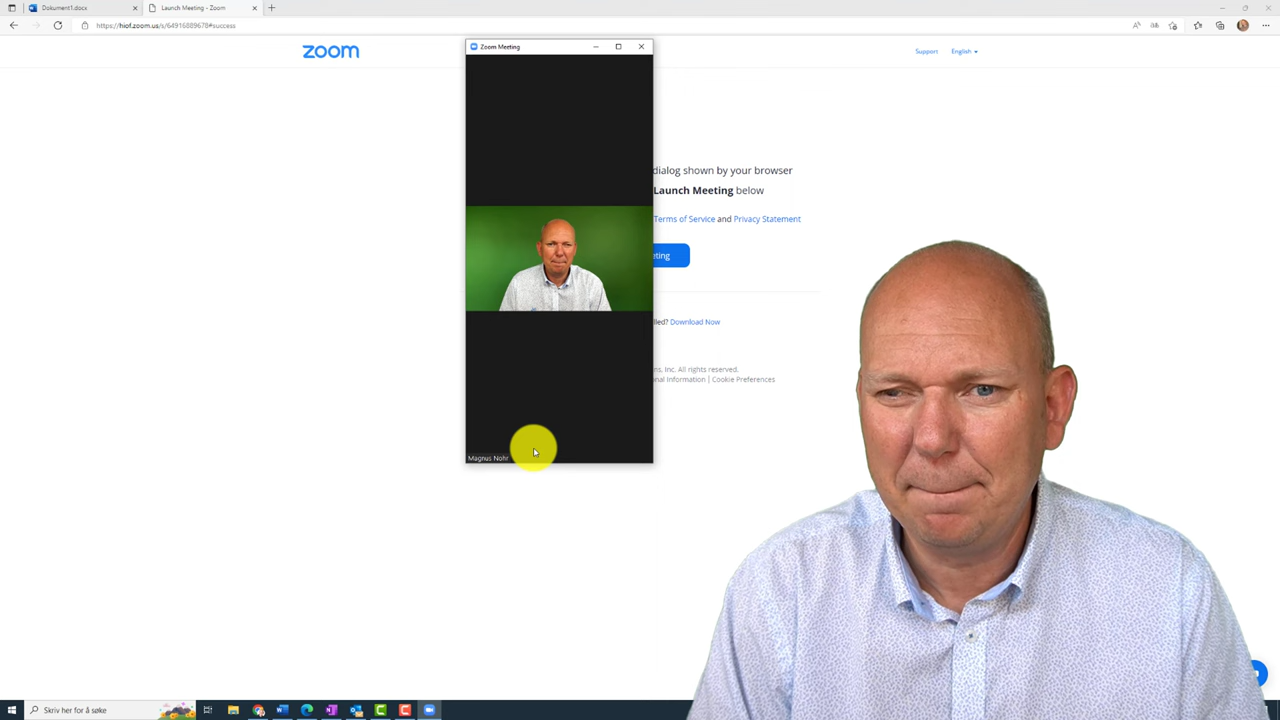 Dokument1.docx
Launch Meeting - Zoom
https://hiof.zoom.us/s/64916889678#success
zoom
Support
English
Zoom Meeting
dialog shown by your browser
Launch Meeting below
Terms of Service and Privacy Statement
eting
lled? Download Now
ns, Inc. All rights reserved.
onal Information | Cookie Preferences
Magnus Nohr
Skriv her for å søke